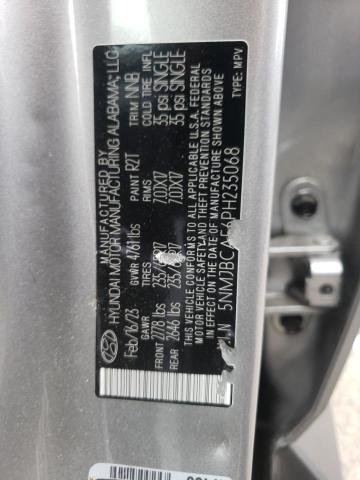 MANUFACTURED BY
HYUNDAI MOTOR MANUFACTURING ALABAMA, LLC
Feb/16/23 GVWR 4761lbs PAINT R2T TRIM NNB
GAWR TIRES RIMS COLD TIRE INFL
FRONT 2778 lbs 7.0JX17 35 psi SINGLE
REAR 2646 lbs 7.0JX17 35 psi SINGLE
THIS VEHICLE CONFORMS TO ALL APPLICABLE U.S.A. FEDERAL
MOTOR VEHICLE SAFETY AND THEFT PREVENTION STANDARDS
IN EFFECT ON THE DATE OF MANUFACTURE SHOWN ABOVE
PH235068 TYPE: MPV